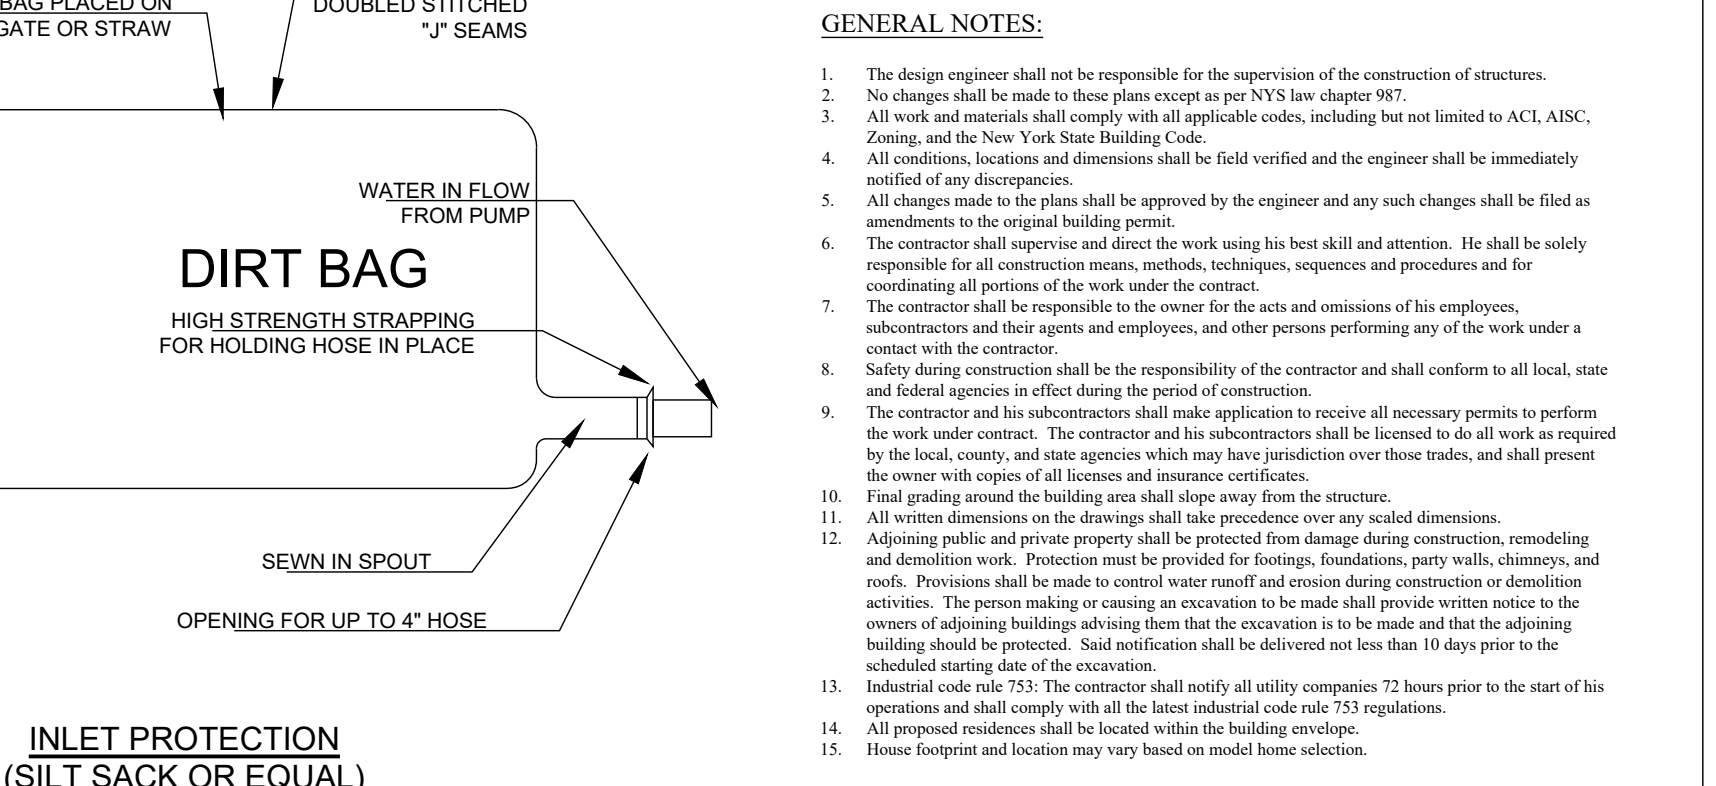 BAG PLACED ON
GATE OR STRAW
DOUBLED STITCHED
"J" SEAMS
WATER IN FLOW
FROM PUMP
DIRT BAG
HIGH STRENGTH STRAPPING
FOR HOLDING HOSE IN PLACE
SEWN IN SPOUT
OPENING FOR UP TO 4" HOSE
INLET PROTECTION
(SILT SACK OR EQUAL)
GENERAL NOTES:
1. The design engineer shall not be responsible for the supervision of the construction of structures.
2. No changes shall be made to these plans except as per NYS law chapter 987.
3. All work and materials shall comply with all applicable codes, including but not limited to ACI, AISC,
Zoning, and the New York State Building Code.
4. All conditions, locations and dimensions shall be field verified and the engineer shall be immediately
notified of any discrepancies.
5. All changes made to the plans shall be approved by the engineer and any such changes shall be filed as
amendments to the original building permit.
6. The contractor shall supervise and direct the work using his best skill and attention. He shall be solely
responsible for all construction means, methods, techniques, sequences and procedures and for
coordinating all portions of the work under the contract.
7. The contractor shall be responsible to the owner for the acts and omissions of his employees,
subcontractors and their agents and employees, and other persons performing any of the work under a
contact with the contractor.
8. Safety during construction shall be the responsibility of the contractor and shall conform to all local, state
and federal agencies in effect during the period of construction.
9. The contractor and his subcontractors shall make application to receive all necessary permits to perform
the work under contract. The contractor and his subcontractors shall be licensed to do all work as required
by the local, county, and state agencies which may have jurisdiction over those trades, and shall present
the owner with copies of all licenses and insurance certificates.
10. Final grading around the building area shall slope away from the structure.
11. All written dimensions on the drawings shall take precedence over any scaled dimensions.
12. Adjoining public and private property shall be protected from damage during construction, remodeling
and demolition work. Protection must be provided for footings, foundations, party walls, chimneys, and
roofs. Provisions shall be made to control water runoff and erosion during construction or demolition
activities. The person making or causing an excavation to be made shall provide written notice to the
owners of adjoining buildings advising them that the excavation is to be made and that the adjoining
building should be protected. Said notification shall be delivered not less than 10 days prior to the
scheduled starting date of the excavation.
13. Industrial code rule 753: The contractor shall notify all utility companies 72 hours prior to the start of his
operations and shall comply with all the latest industrial code rule 753 regulations.
14. All proposed residences shall be located within the building envelope.
15. House footprint and location may vary based on model home selection.